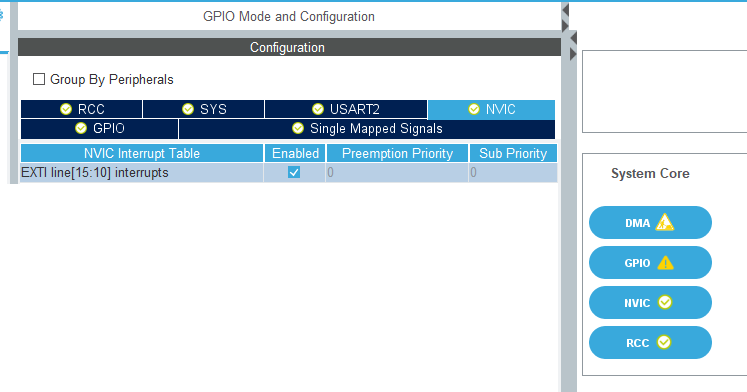 GPIO Mode and Configuration
Configuration
Group By Peripherals
RCC SYS USART2 NVIC
GPIO Single Mapped Signals
NVIC Interrupt Table Enabled Preemption Priority Sub Priority
EXTI line[15:10] interrupts 0 0
System Core
DMA
GPIO
NVIC
RCC